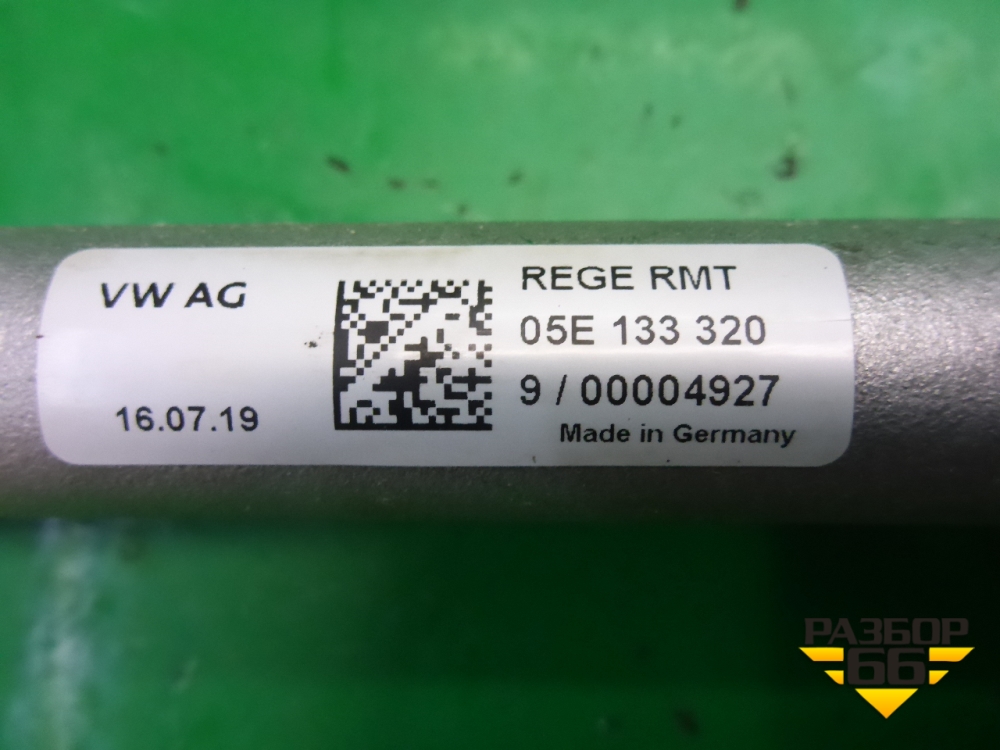 VW AG
16.07.19
REGE RMT
05E 133 320
9 / 00004927
Made in Germany
РАЗБОР
66